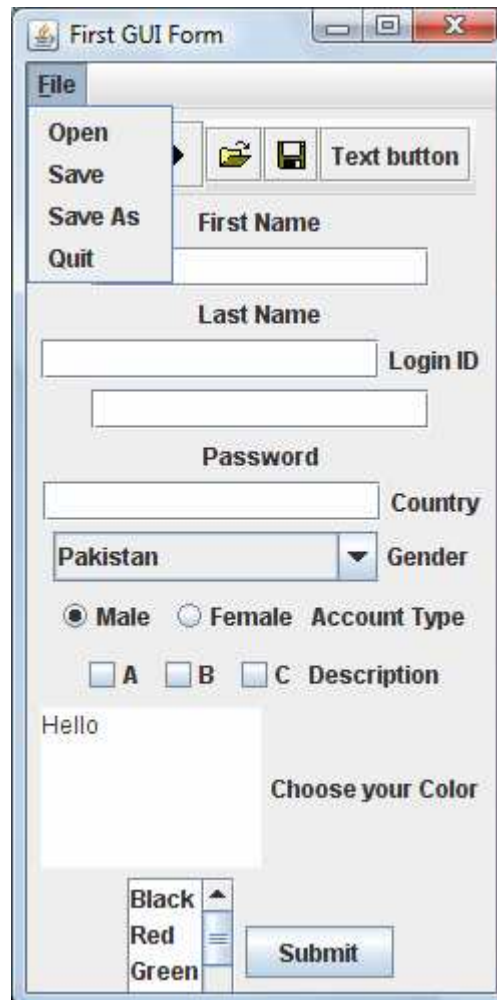 First GUI Form
File
Open
Save
Save As
Quit
Text button
First Name
Last Name
Login ID
Password
Country
Pakistan Gender
Male Female Account Type
A B C Description
Hello
Choose your Color
Black
Red
Green
Submit